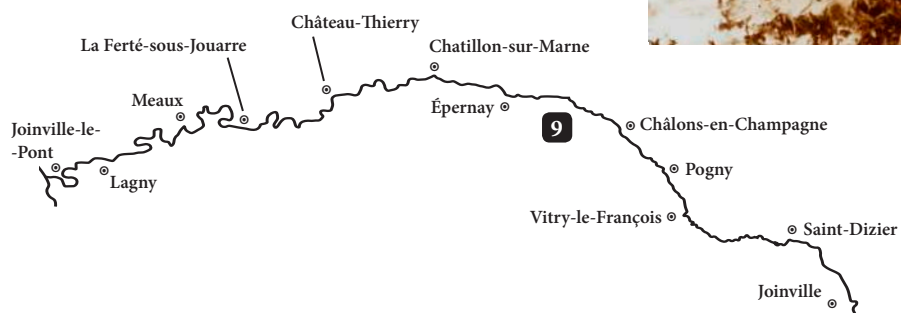 Château-Thierry
La Ferté-sous-Jouarre
Chatillon-sur-Marne
Meaux
Épernay
9
Châlons-en-Champagne
Joinville-le-
-Pont
Lagny
Pogny
Vitry-le-François
Saint-Dizier
Joinville